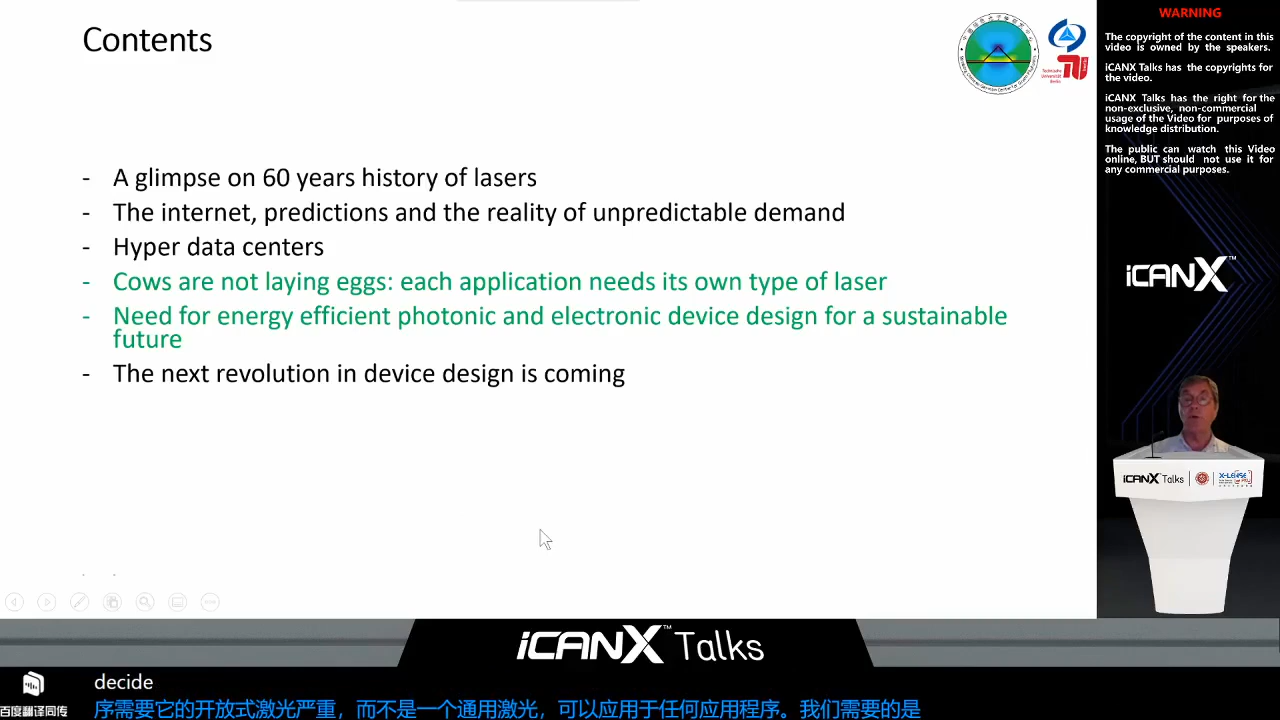 Contents
- A glimpse on 60 years history of lasers
- The internet, predictions and the reality of unpredictable demand
- Hyper data centers
- Cows are not laying eggs: each application needs its own type of laser
- Need for energy efficient photonic and electronic device design for a sustainable
future
- The next revolution in device design is coming
Technische
Universität
Berlin
WARNING
The copyright of the content in this
video is owned by the speakers.
iCANX Talks has the copyrights for
the video.
iCANX Talks has the right for the
non-exclusive, non-commercial
usage of the Video for purposes of
knowledge distribution.
The public can watch this Video
online, BUT should not use it for
any commercial purposes.
iCANX™
iCANX Talks
X-LENSE
iCANX™ Talks
decide
序需要它的开放式激光严重，而不是一个通用激光，可以应用于任何应用程序。我们需要的是
百度翻译同传